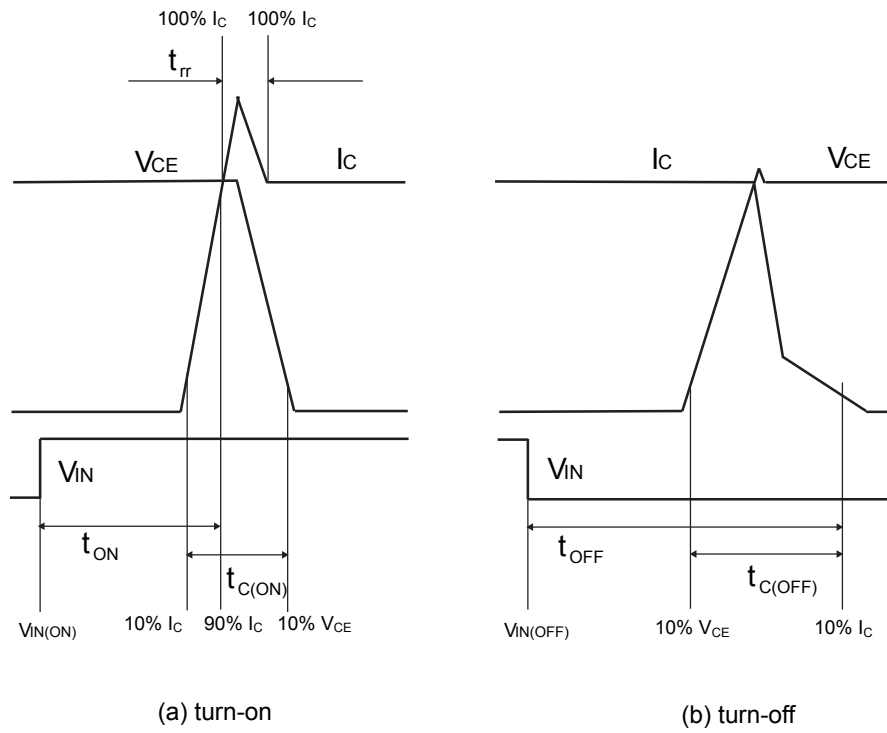 100% IC 100% IC
trr
VCE IC
IC VCE
VIN
VIN
tON
tC(ON)
tOFF
tC(OFF)
VIN(ON) 10% IC 90% IC 10% VCE
VIN(OFF) 10% VCE 10% IC
(a) turn-on
(b) turn-off